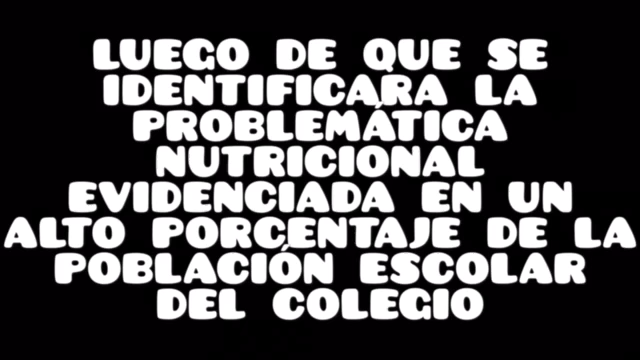 LUEGO DE QUE SE
IDENTIFICARA LA
PROBLEMÁTICA
NUTRICIONAL
EVIDENCIADA EN UN
ALTO PORCENTAJE DE LA
POBLACIÓN ESCOLAR
DEL COLEGIO